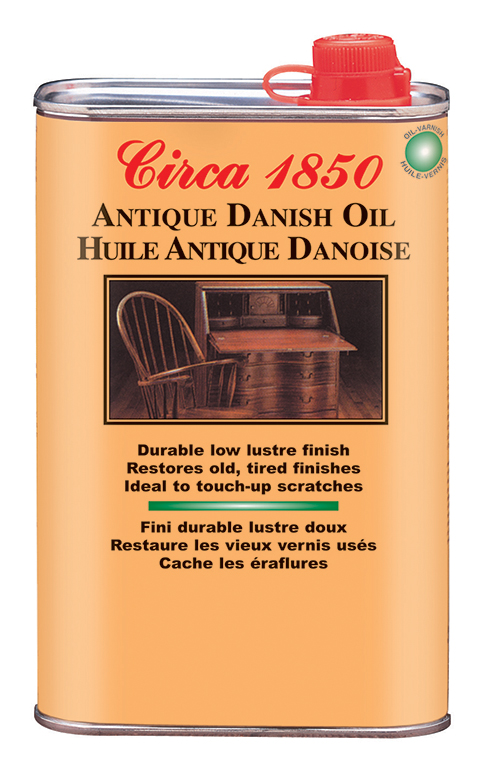 OIL-VARNISH
HUILE-VERNIS
Circa 1850
ANTIQUE DANISH OIL
HUILE ANTIQUE DANOISE
Durable low lustre finish
Restores old, tired finishes
Ideal to touch-up scratches
Fini durable lustre doux
Restaure les vieux vernis usés
Cache les éraflures